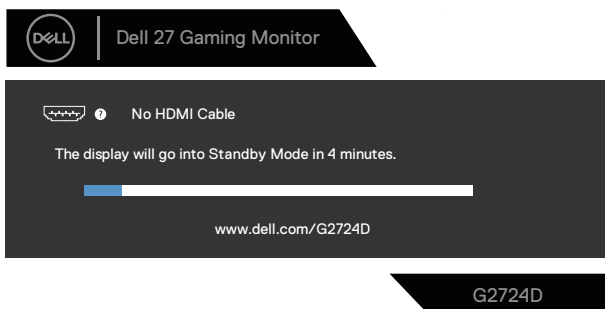 DELL
Dell 27 Gaming Monitor
? No HDMI Cable
The display will go into Standby Mode in 4 minutes.
www.dell.com/G2724D
G2724D